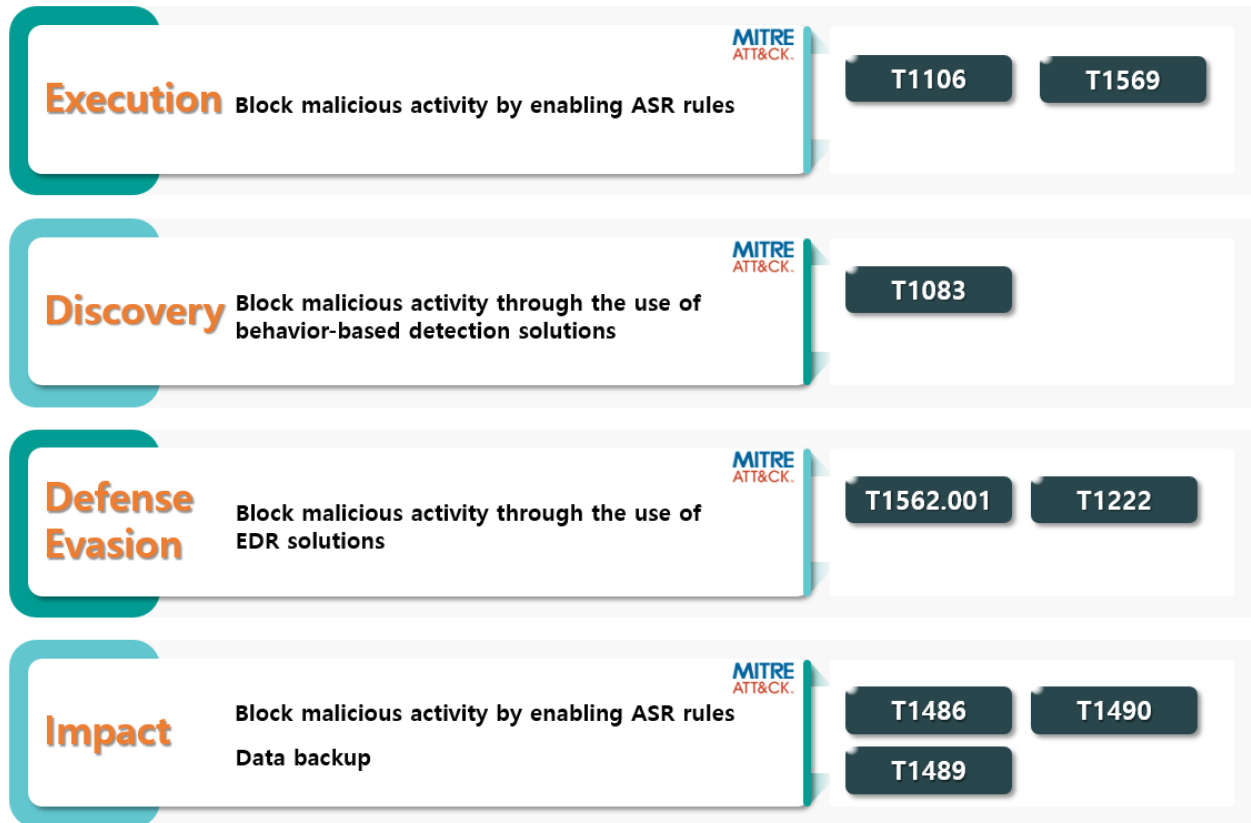 MITRE
ATT&CK.
Execution
Block malicious activity by enabling ASR rules
T1106
T1569
MITRE
ATT&CK.
Discovery
Block malicious activity through the use of
behavior-based detection solutions
T1083
MITRE
ATT&CK.
Defense
Evasion
Block malicious activity through the use of
EDR solutions
T1562.001
T1222
MITRE
ATT&CK.
Impact
Block malicious activity by enabling ASR rules
Data backup
T1486
T1490
T1489